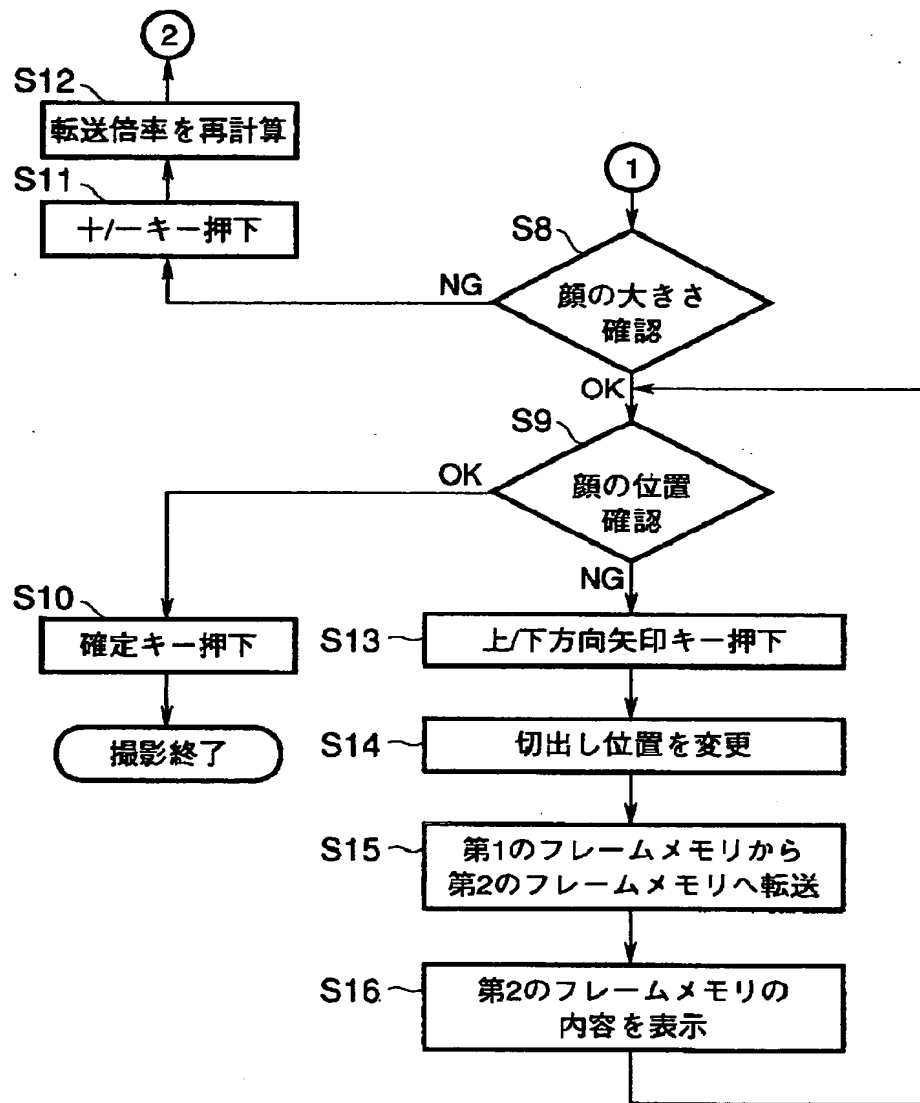 2
S12
転送倍率を再計算
S11
+/−キー押下
1
S8
顔の大きさ
確認
NG
OK
S9
顔の位置
確認
OK
NG
S10
確定キー押下
撮影終了
S13
上/下方向矢印キー押下
S14
切出し位置を変更
S15
第1のフレームメモリから
第2のフレームメモリへ転送
S16
第2のフレームメモリの
内容を表示